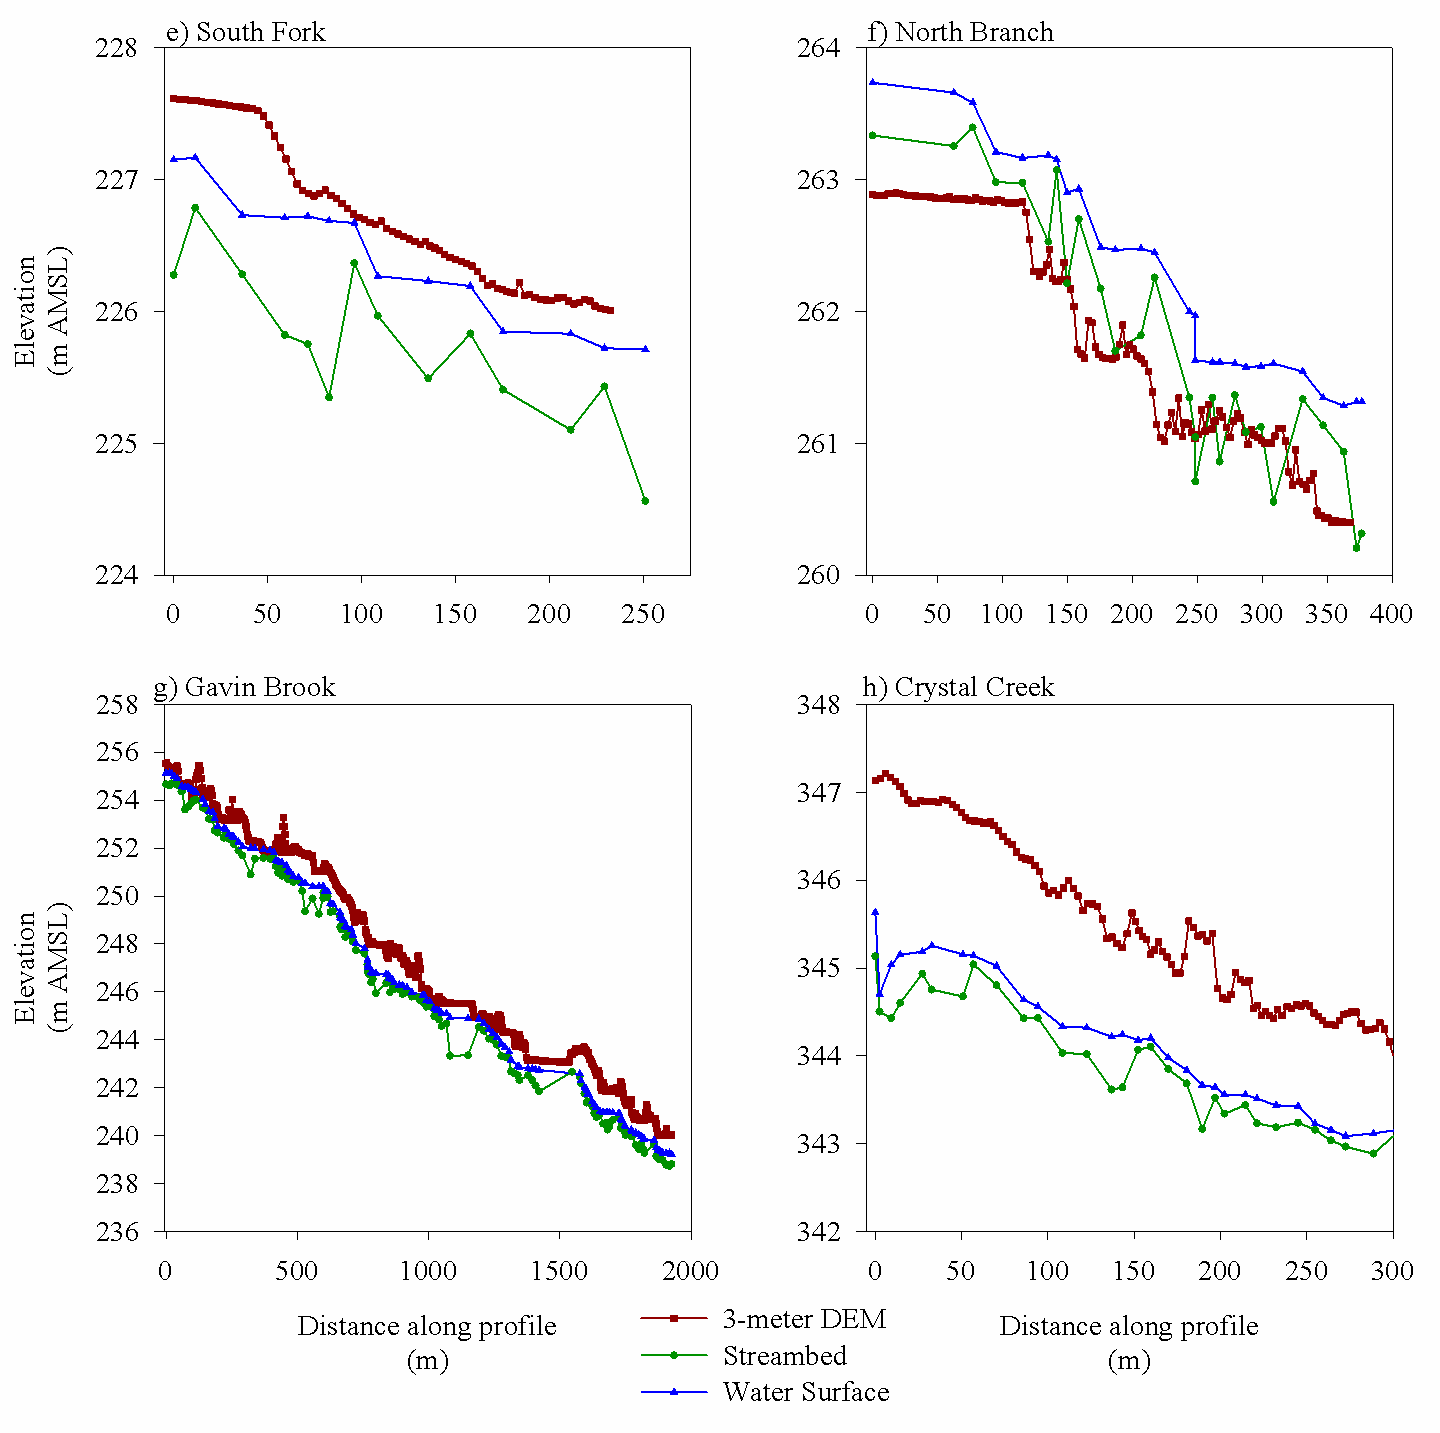 e) South Fork
228
227
226
225
224
Elevation
(m AMSL)
0 50 100 150 200 250
f) North Branch
264
263
262
261
260
0 50 100 150 200 250 300 350 400
g) Gavin Brook
258
256
254
252
250
248
246
244
242
240
238
236
Elevation
(m AMSL)
0 500 1000 1500 2000
Distance along profile
(m)
h) Crystal Creek
348
347
346
345
344
343
342
0 50 100 150 200 250 300
Distance along profile
(m)
3-meter DEM
Streambed
Water Surface